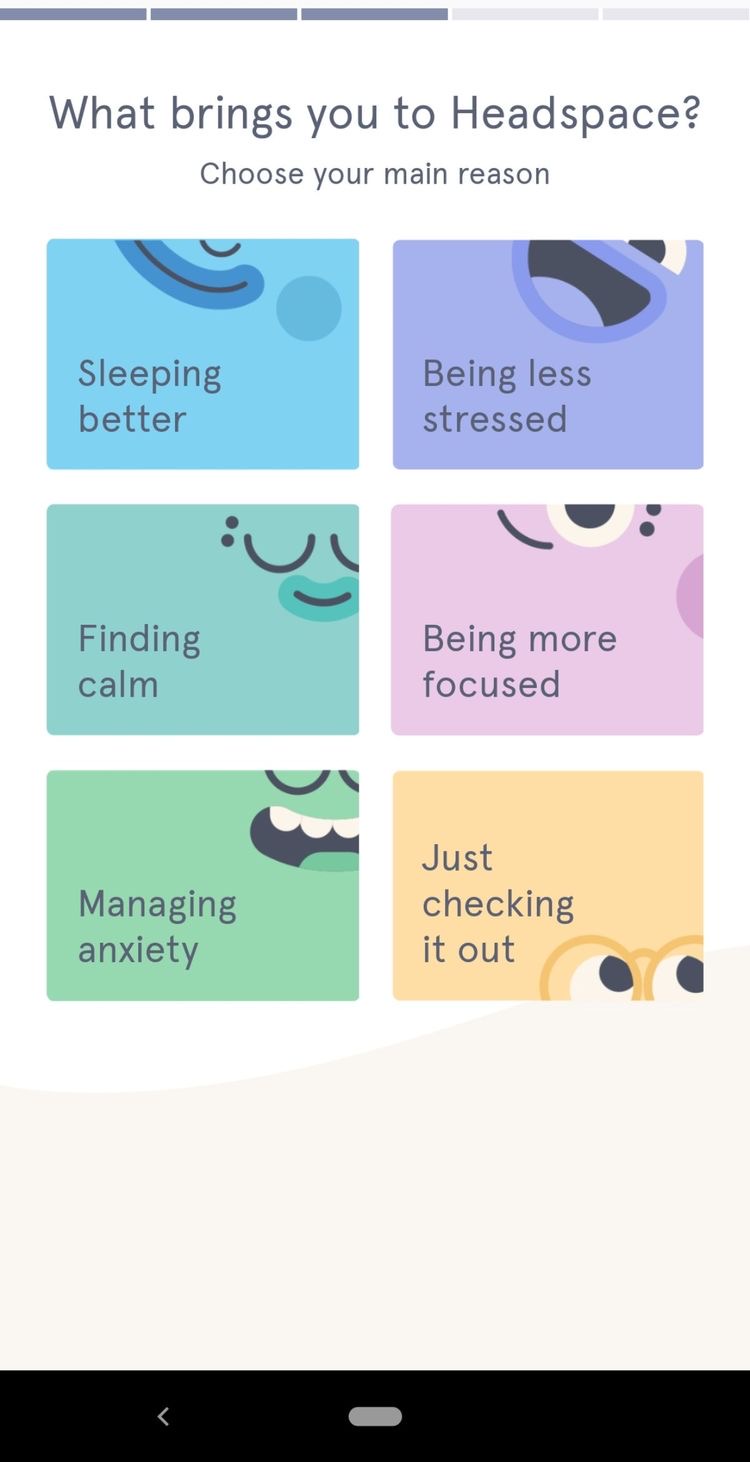 What brings you to Headspace?
Choose your main reason
Sleeping
better
Being less
stressed
Finding
calm
Being more
focused
Managing
anxiety
Just
checking
it out